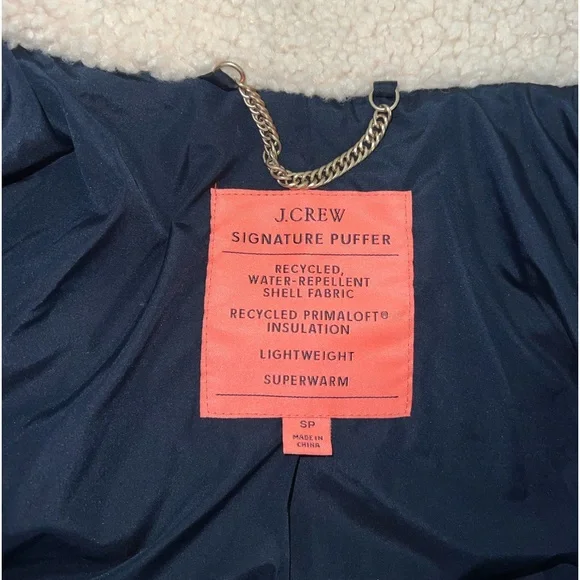 J.CREW
SIGNATURE PUFFER
RECYCLED,
WATER-REPELLENT
SHELL FABRIC
RECYCLED PRIMALOFT®
INSULATION
LIGHTWEIGHT
SUPERWARM
SP
MADE IN
CHINA